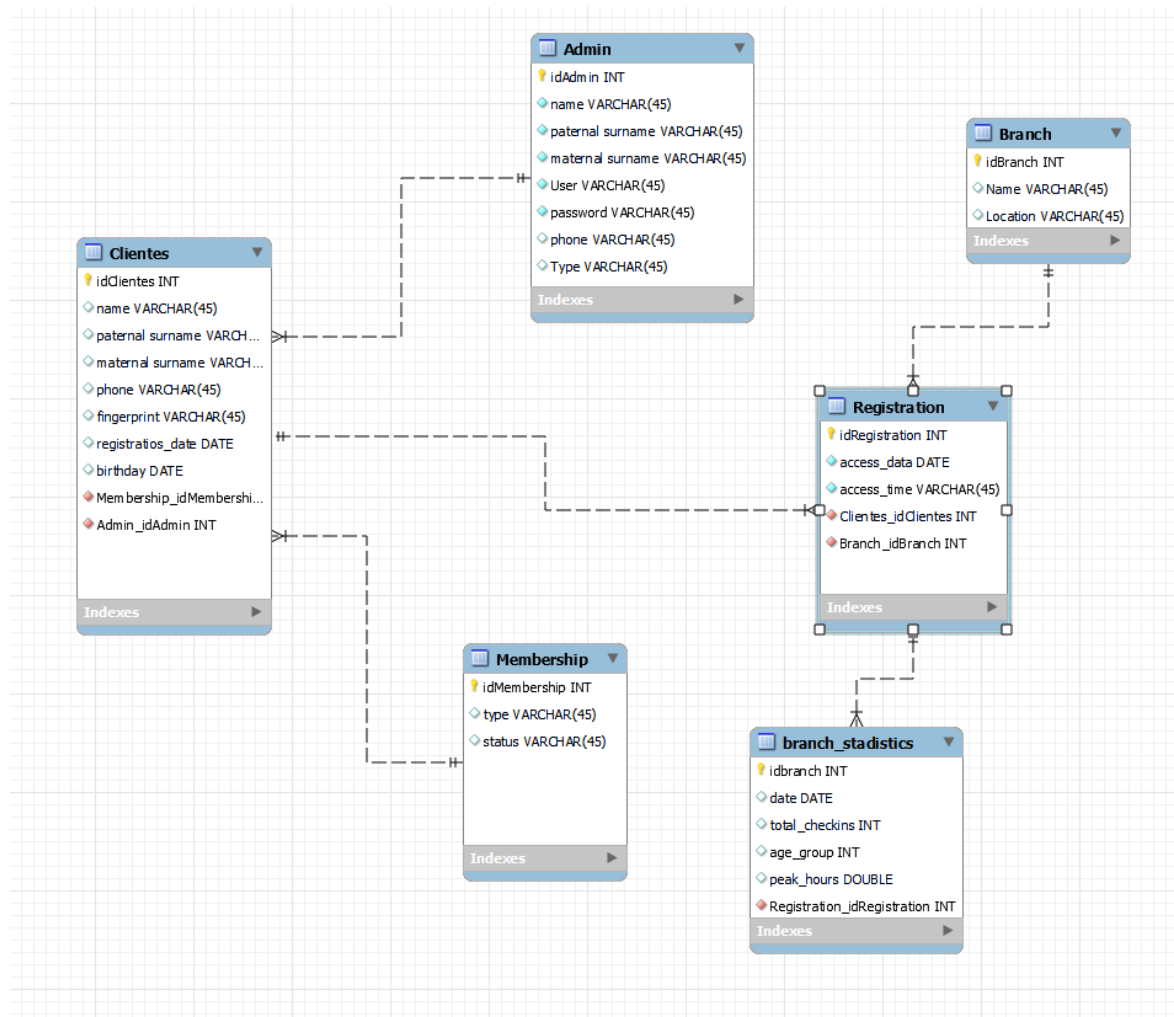 Admin
idAdmin INT
name VARCHAR(45)
paternal surname VARCHAR(45)
maternal surname VARCHAR(45)
User VARCHAR(45)
password VARCHAR(45)
phone VARCHAR(45)
Type VARCHAR(45)
Indexes
Branch
idBranch INT
Name VARCHAR(45)
Location VARCHAR(45)
Indexes
Clientes
idClientes INT
name VARCHAR(45)
paternal surname VARCH...
maternal surname VARCH...
phone VARCHAR(45)
fingerprint VARCHAR(45)
registratios_date DATE
birthday DATE
Membership_idMembershi...
Admin_idAdmin INT
Indexes
Registration
idRegistration INT
access_data DATE
access_time VARCHAR(45)
Clientes_idClientes INT
Branch_idBranch INT
Indexes
Membership
idMembership INT
type VARCHAR(45)
status VARCHAR(45)
Indexes
branch_stadistics
idbranch INT
date DATE
total_checkins INT
age_group INT
peak_hours DOUBLE
Registration_idRegistration INT
Indexes